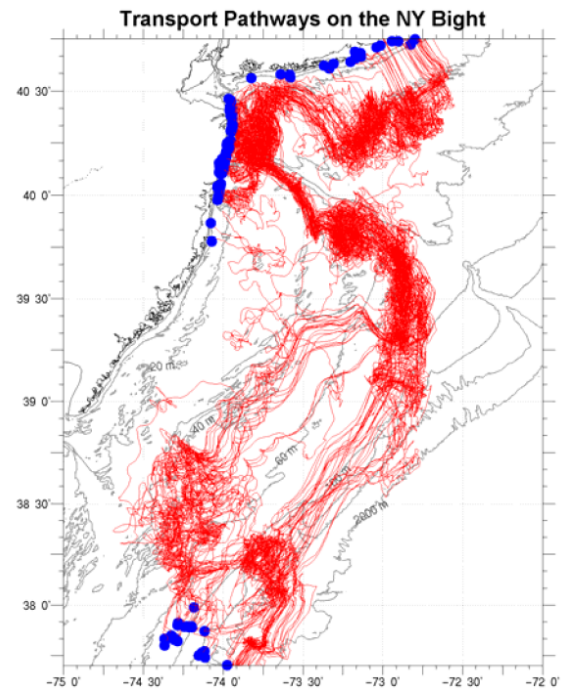 Transport Pathways on the NY Bight
40 30'
40 0'
39 30'
20 m
39 0'
40 m
60 m
38 30'
2000 m
38 0'
-75 0' -74 30' -74 0' -73 30' -73 0' -72 30' -72 0'